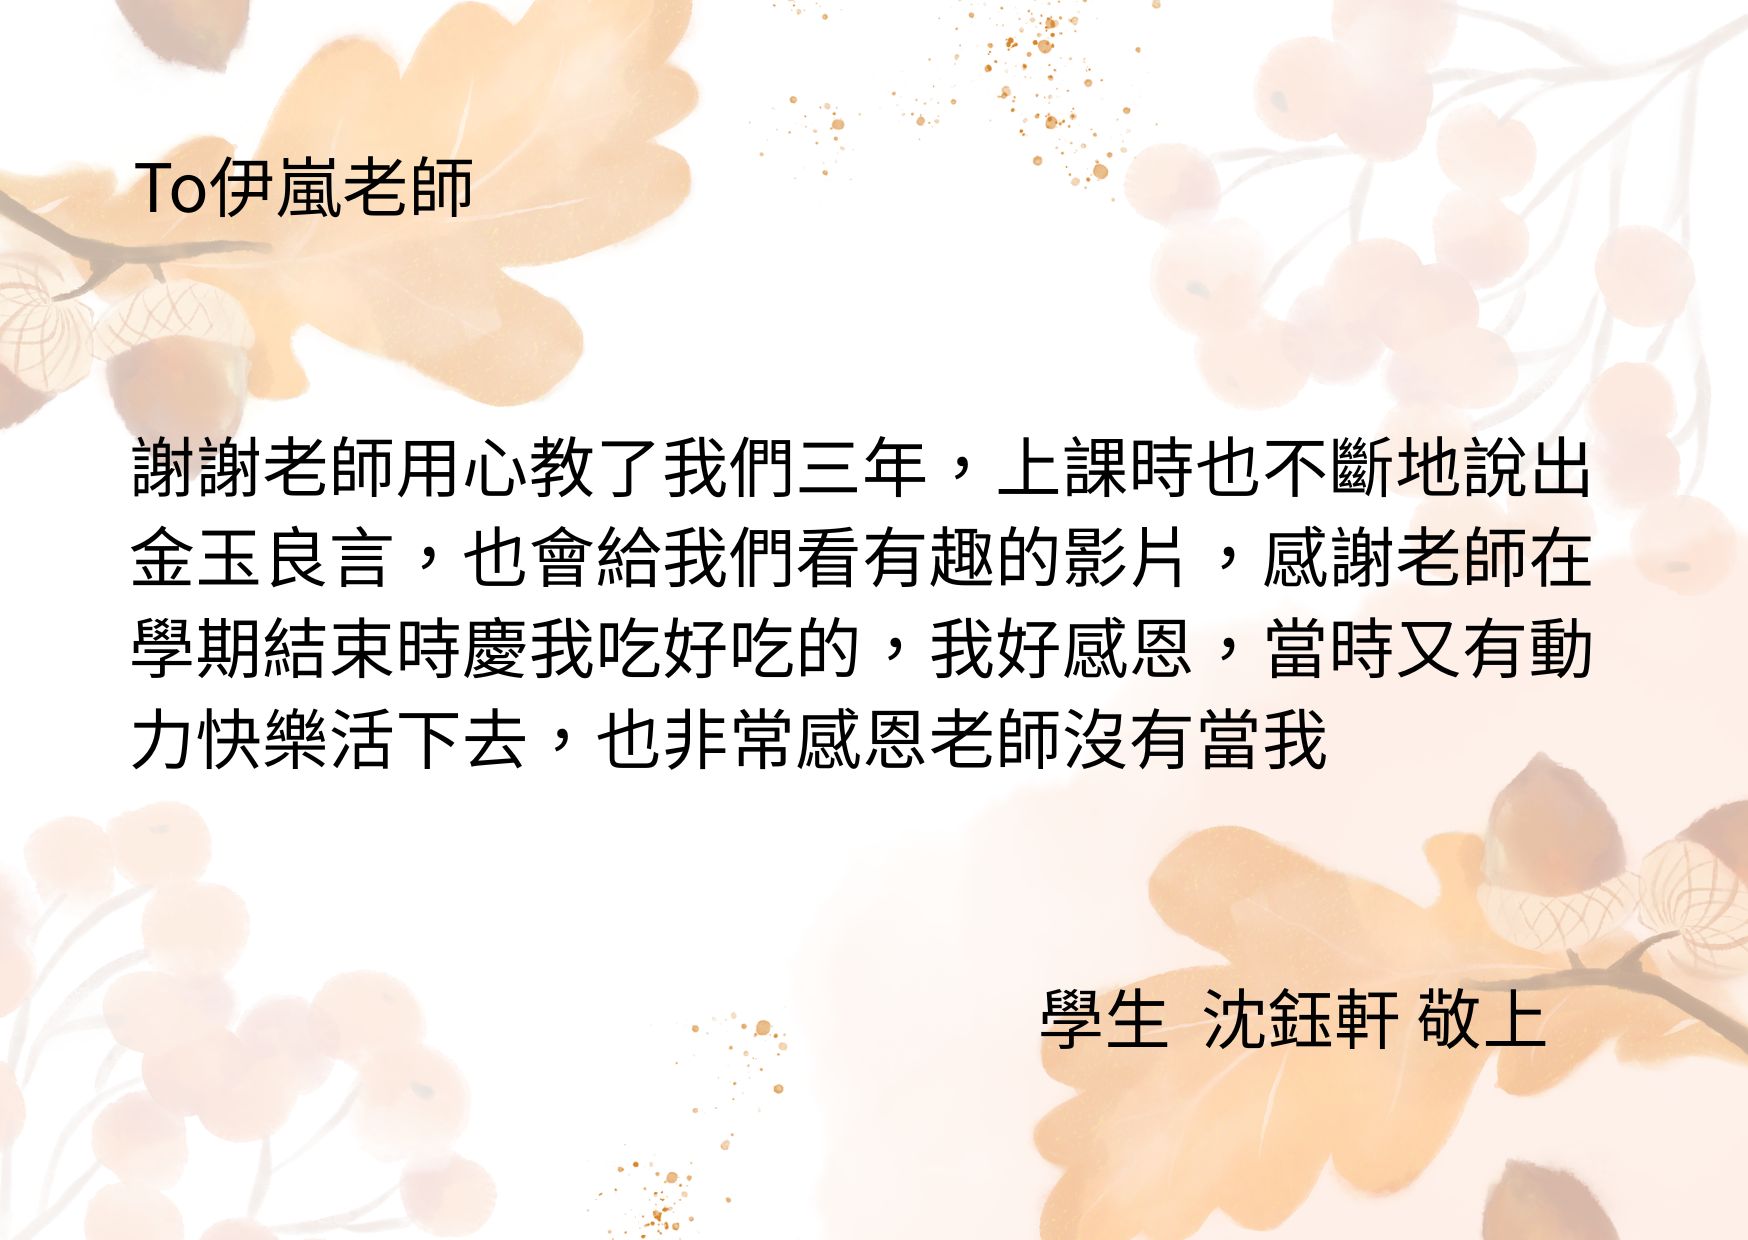 To伊嵐老師
謝謝老師用心教了我們三年，上課時也不斷地說出
金玉良言，也會給我們看有趣的影片，感謝老師在
學期結束時慶我吃好吃的，我好感恩，當時又有動
力快樂活下去，也非常感恩老師沒有當我
學生 沈鈺軒 敬上